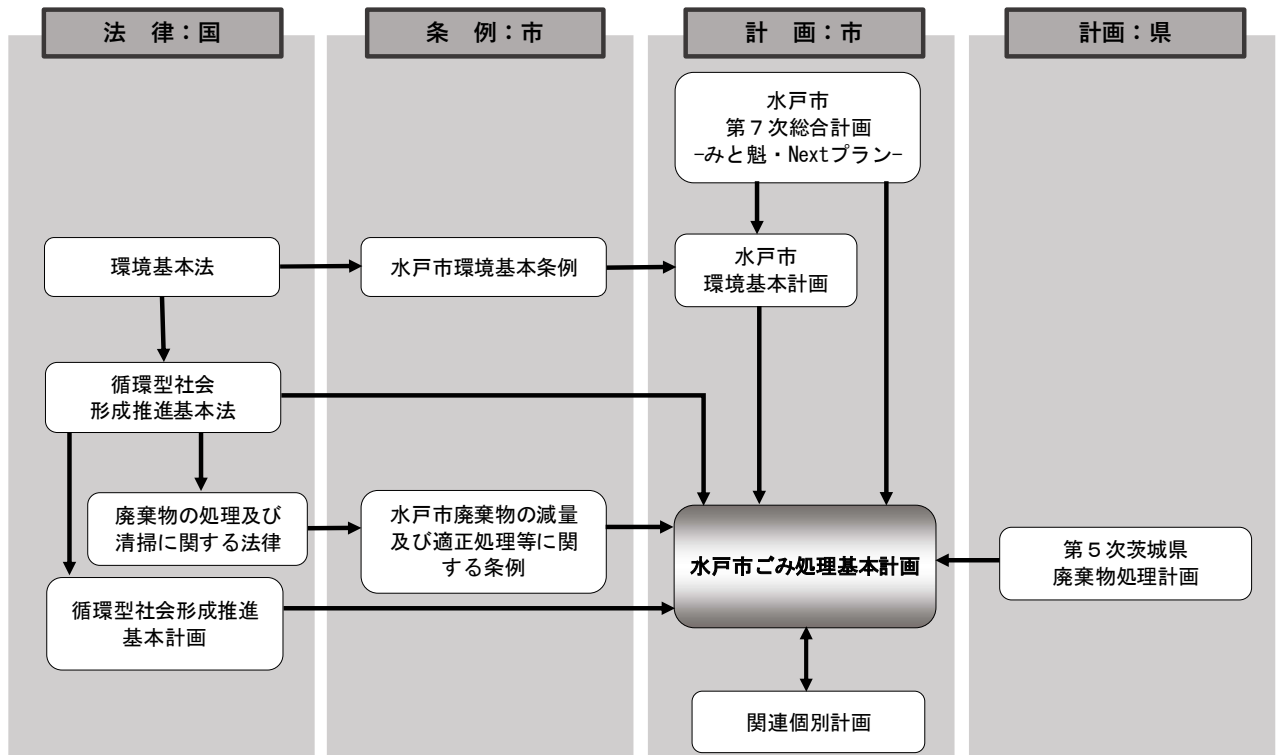 法　律：国
条　例：市
計　画：市
計画：県
水戸市
第７次総合計画
-みと魁・Nextプラン-
環境基本法
水戸市環境基本条例
水戸市
環境基本計画
循環型社会
形成推進基本法
廃棄物の処理及び
清掃に関する法律
水戸市廃棄物の減量
及び適正処理等に関
する条例
水戸市ごみ処理基本計画
第５次茨城県
廃棄物処理計画
循環型社会形成推進
基本計画
関連個別計画